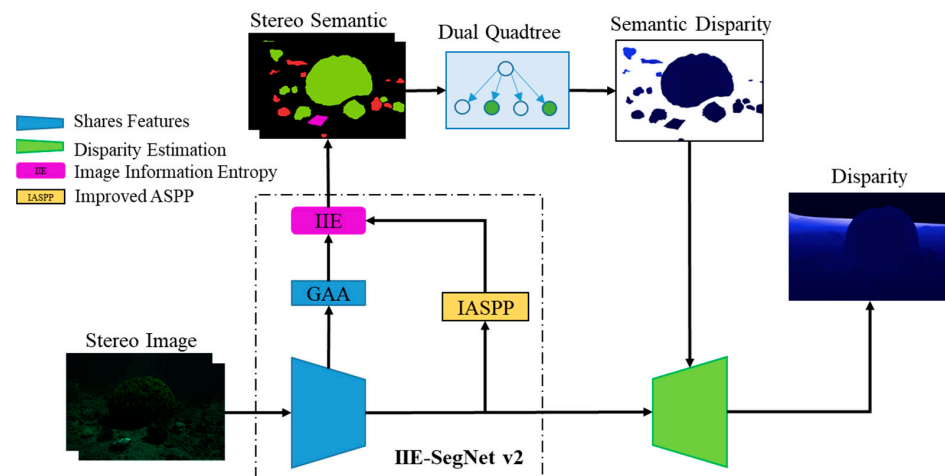 Stereo Semantic
Dual Quadtree
Semantic Disparity
Shares Features
Disparity Estimation
IIE
Image Information Entropy
IASPP
Improved ASPP
Disparity
IIE
GAA
IASPP
Stereo Image
IIE-SegNet v2